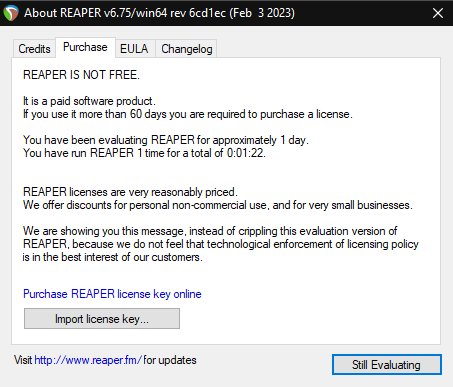 About REAPER v6.75/win64 rev 6cd1ec (Feb  3 2023)
Credits Purchase EULA Changelog
REAPER IS NOT FREE.
It is a paid software product.
If you use it more than 60 days you are required to purchase a license.
You have been evaluating REAPER for approximately 1 day.
You have run REAPER 1 time for a total of 0:01:22.
REAPER licenses are very reasonably priced.
We offer discounts for personal non-commercial use, and for very small businesses.
We are showing you this message, instead of crippling this evaluation version of
REAPER, because we do not feel that technological enforcement of licensing policy
is in the best interest of our customers.
Purchase REAPER license key online
Import license key...
Visit http://www.reaper.fm/ for updates
Still Evaluating